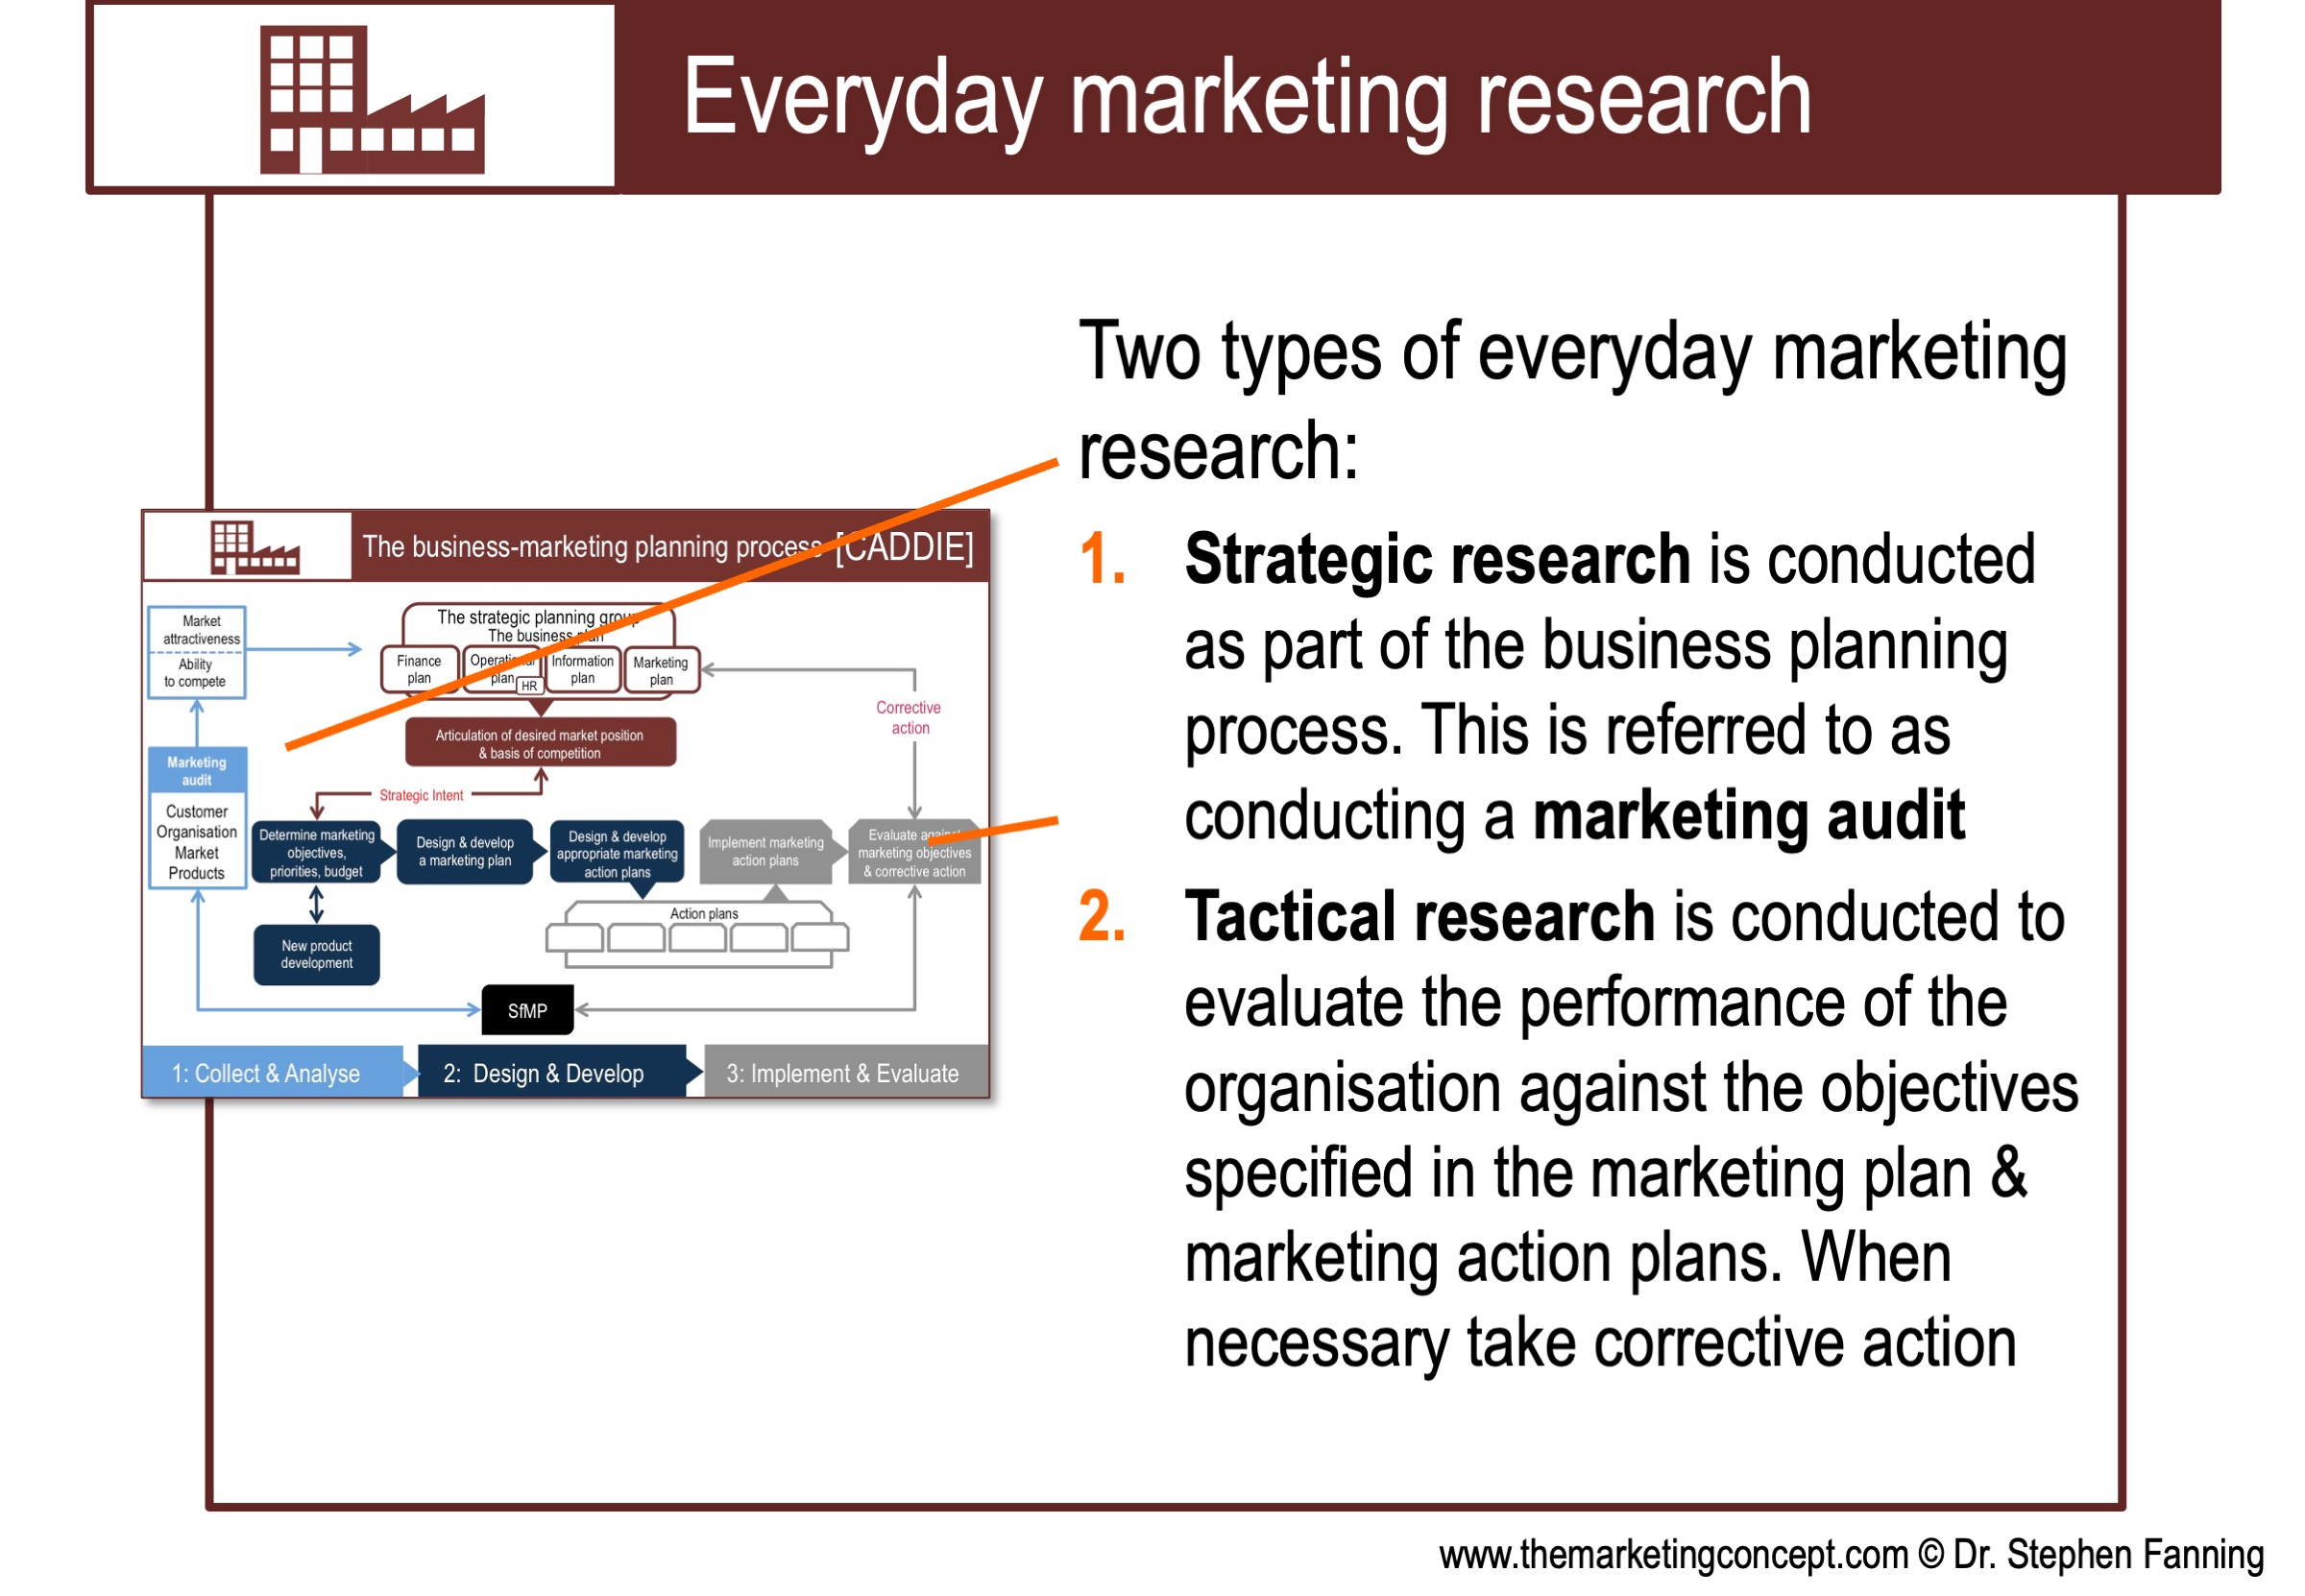 Everyday marketing research
Two types of everyday marketing
research:
1. Strategic research is conducted
as part of the business planning
process. This is referred to as
conducting a marketing audit
2. Tactical research is conducted to
evaluate the performance of the
organisation against the objectives
specified in the marketing plan &
marketing action plans. When
necessary take corrective action
The business-marketing planning process [CADDIE]
Market
attractiveness
Ability
to compete
The strategic planning group
The business plan
Finance
plan
Operational
plan
HR
Information
plan
Marketing
plan
Corrective
action
Articulation of desired market position
& basis of competition
Marketing
audit
Customer
Organisation
Market
Products
Strategic Intent
Determine marketing
objectives,
priorities, budget
Design & develop
a marketing plan
Design & develop
appropriate marketing
action plans
Implement marketing
action plans
Evaluate against
marketing objectives
& corrective action
New product
development
Action plans
SfMP
1: Collect & Analyse
2: Design & Develop
3: Implement & Evaluate
www.themarketingconcept.com © Dr. Stephen Fanning